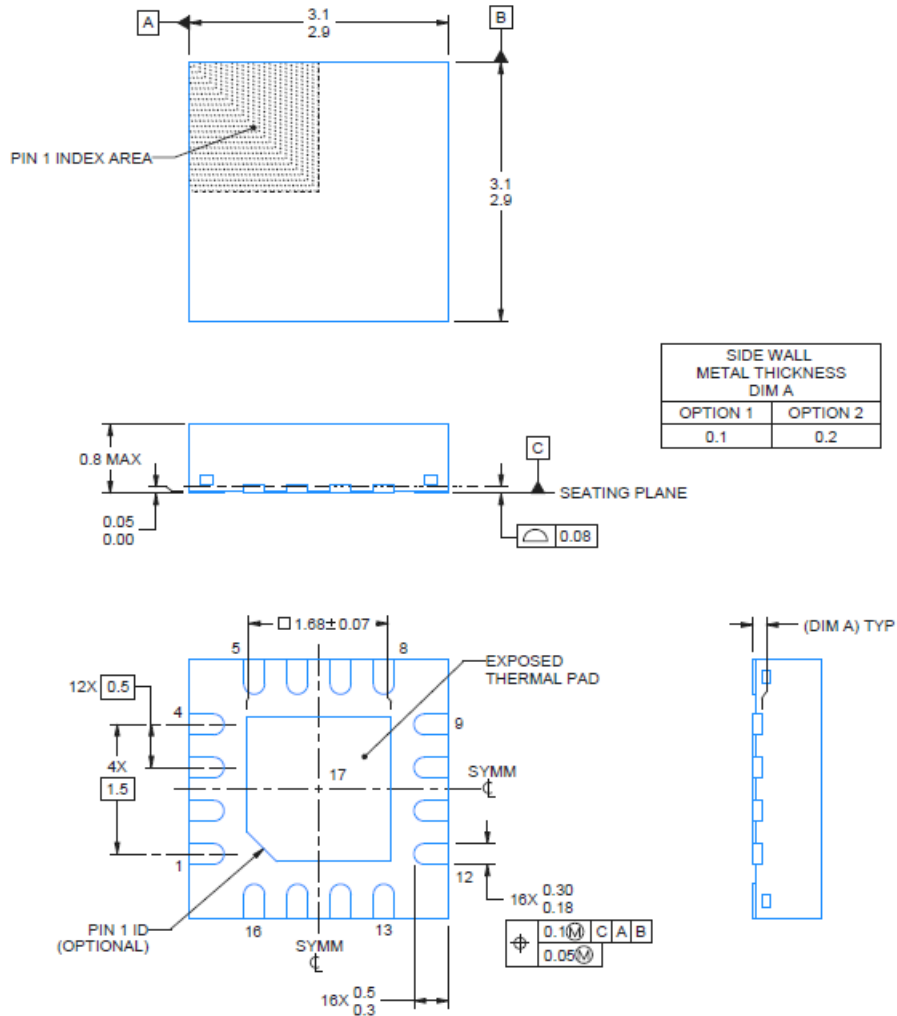 A
3.1
2.9
B
PIN 1 INDEX AREA
3.1
2.9
SIDE WALL
METAL THICKNESS
DIM A
OPTION 1 OPTION 2
0.1 0.2
0.8 MAX
C
SEATING PLANE
0.05
0.00
0.08
1.68± 0.07
(DIM A) TYP
5
8
EXPOSED
THERMAL PAD
12X 0.5
4
9
4X
17
SYMM
1.5
1
12
16X 0.30
0.18
PIN 1 ID
(OPTIONAL)
16
13
SYMM
0.1Ⓜ C A B
0.05Ⓜ
16X 0.5
0.3